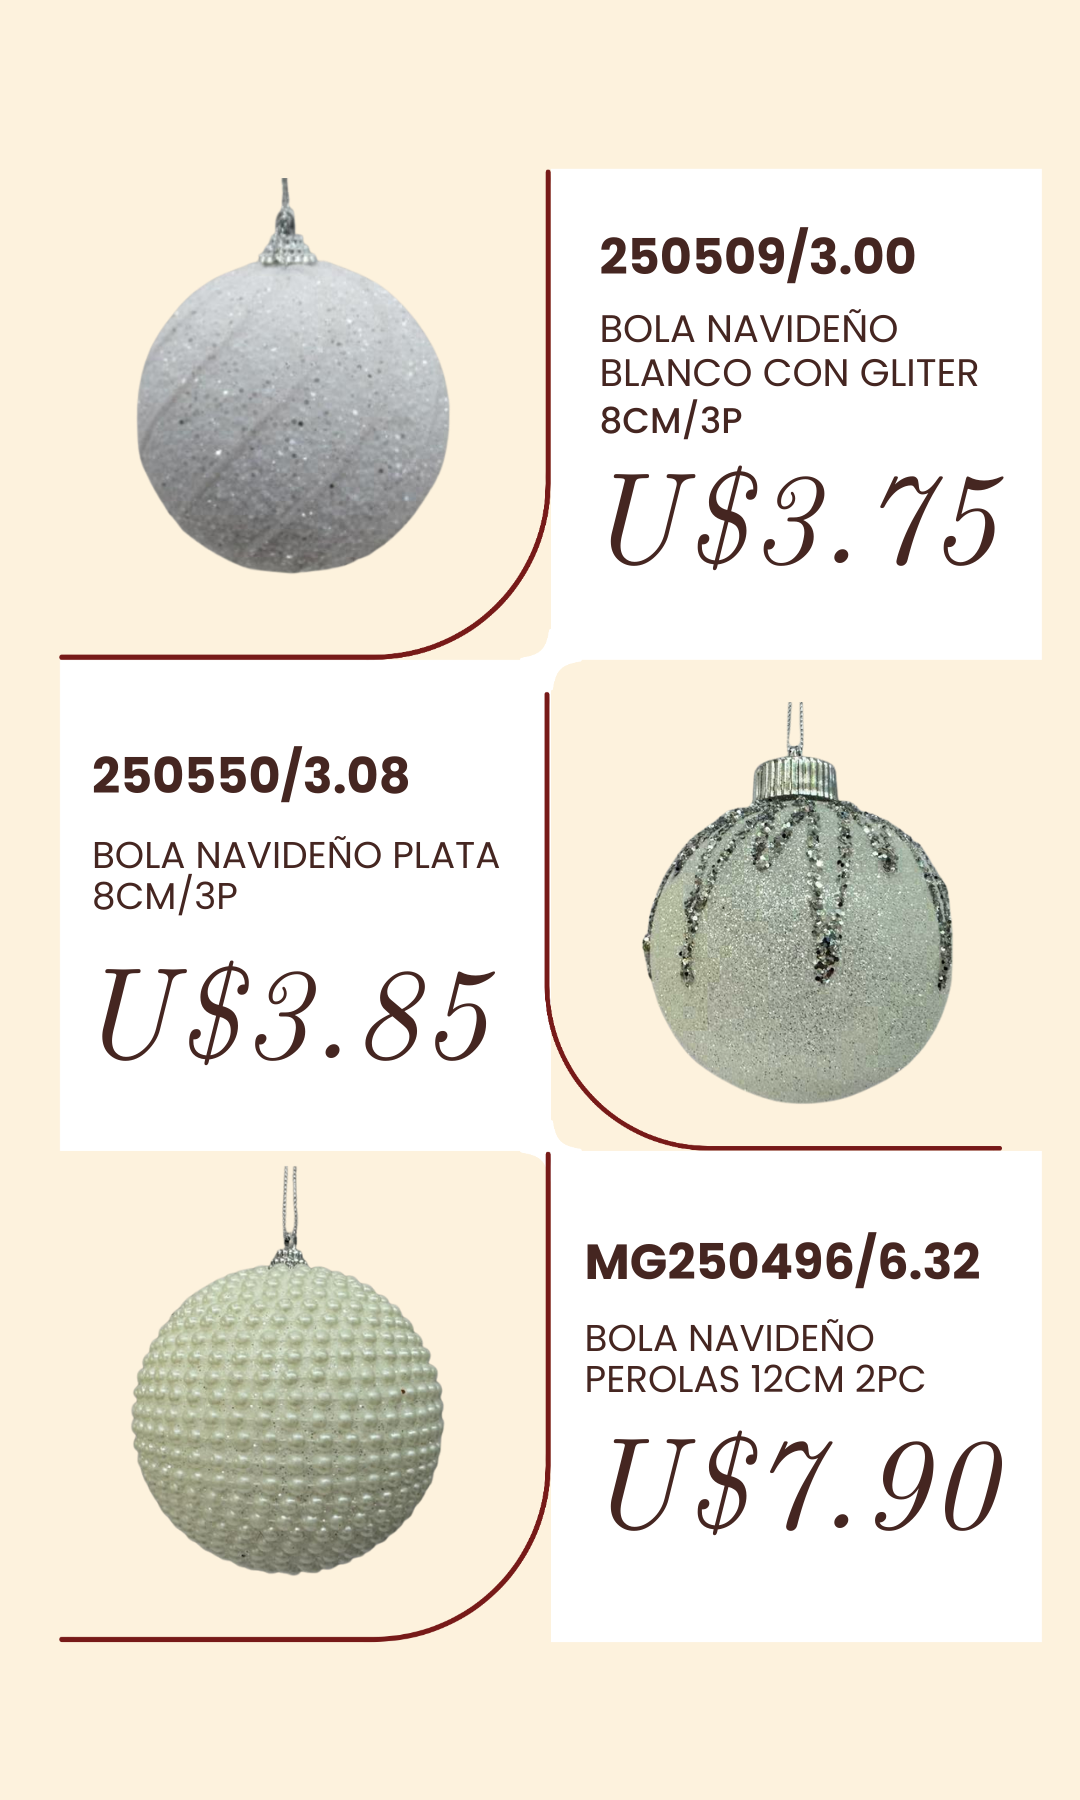 250509/3.00
BOLA NAVIDEÑO
BLANCO CON GLITER
8CM/3P
U$3.75
250550/3.08
BOLA NAVIDEÑO PLATA
8CM/3P
U$3.85
MG250496/6.32
BOLA NAVIDEÑO
PEROLAS 12CM 2PC
U$7.90